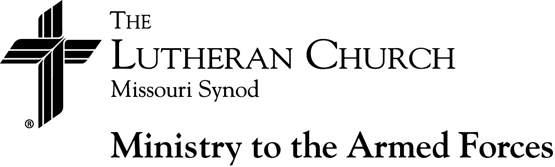 THE
LUTHERAN CHURCH
Missouri Synod
®
Ministry to the Armed Forces